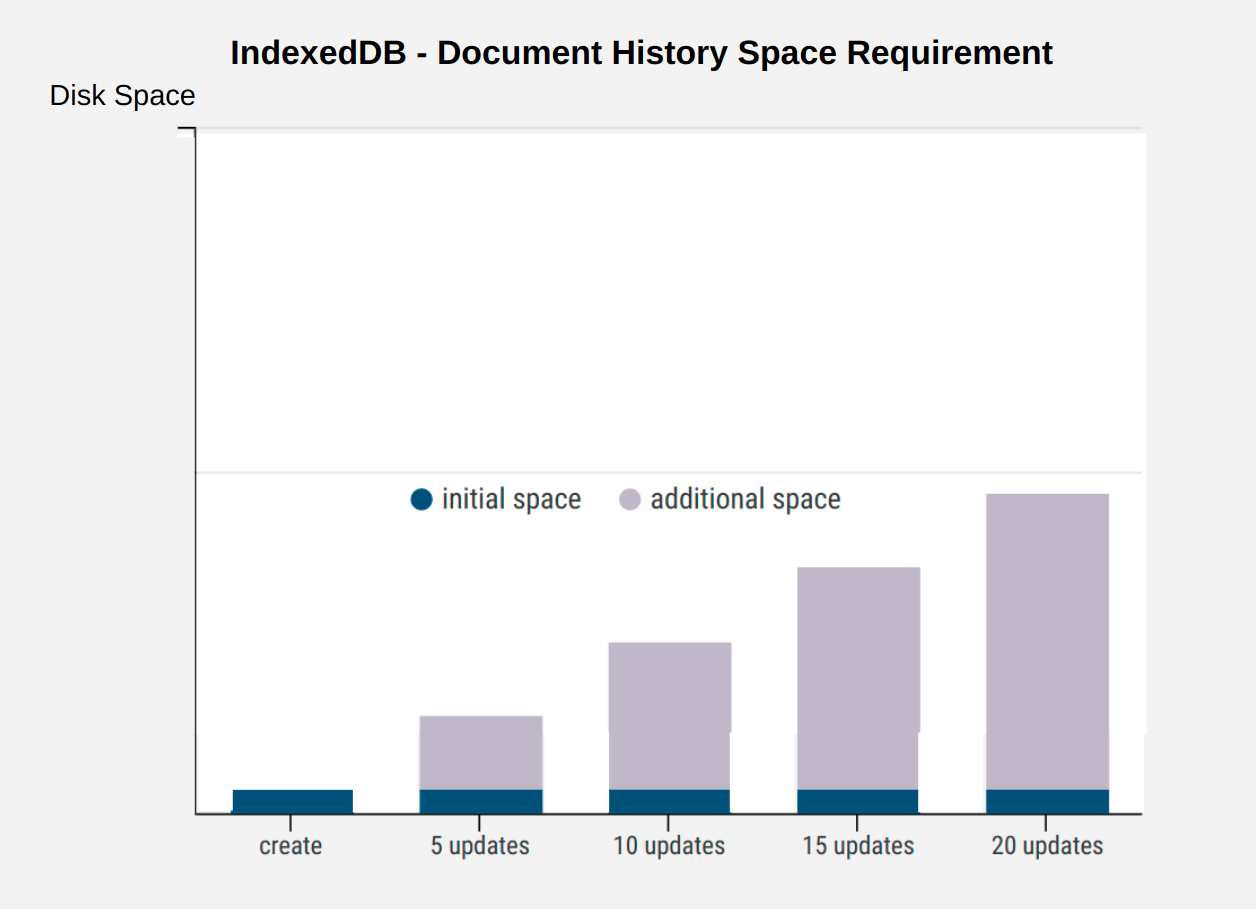 IndexedDB - Document History Space Requirement
Disk Space
initial space additional space
create 5 updates 10 updates 15 updates 20 updates